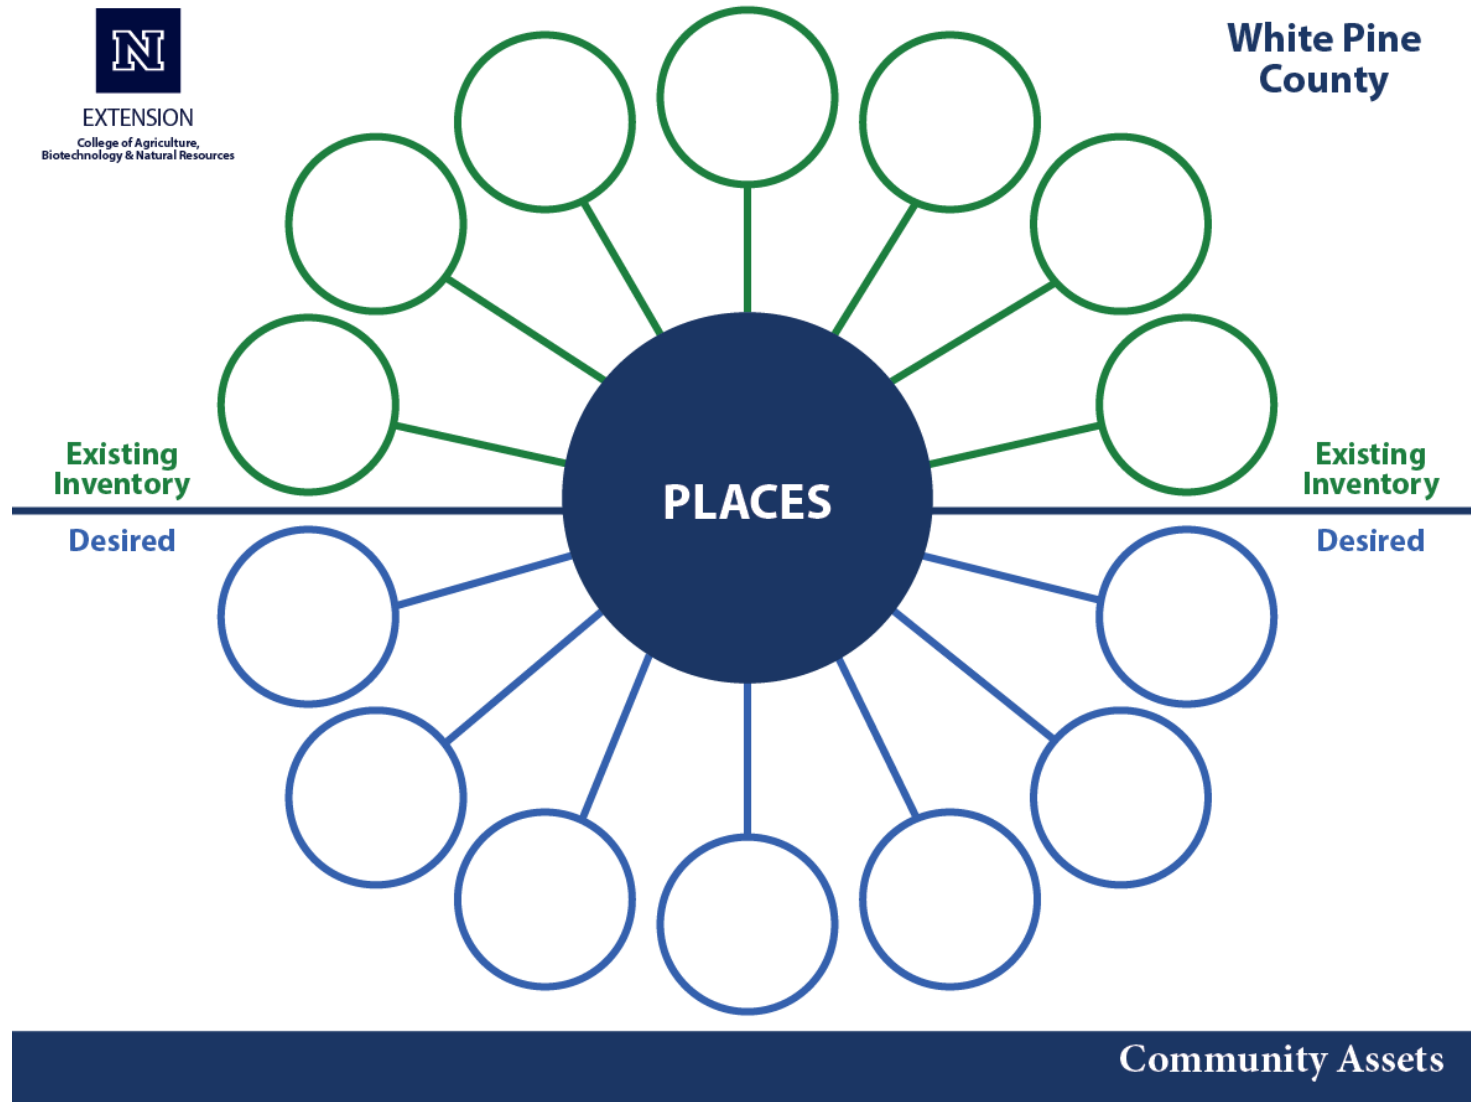 N
EXTENSION
College of Agriculture,
Biotechnology & Natural Resources
White Pine
County
Existing
Inventory
Existing
Inventory
PLACES
Desired
Desired
Community Assets